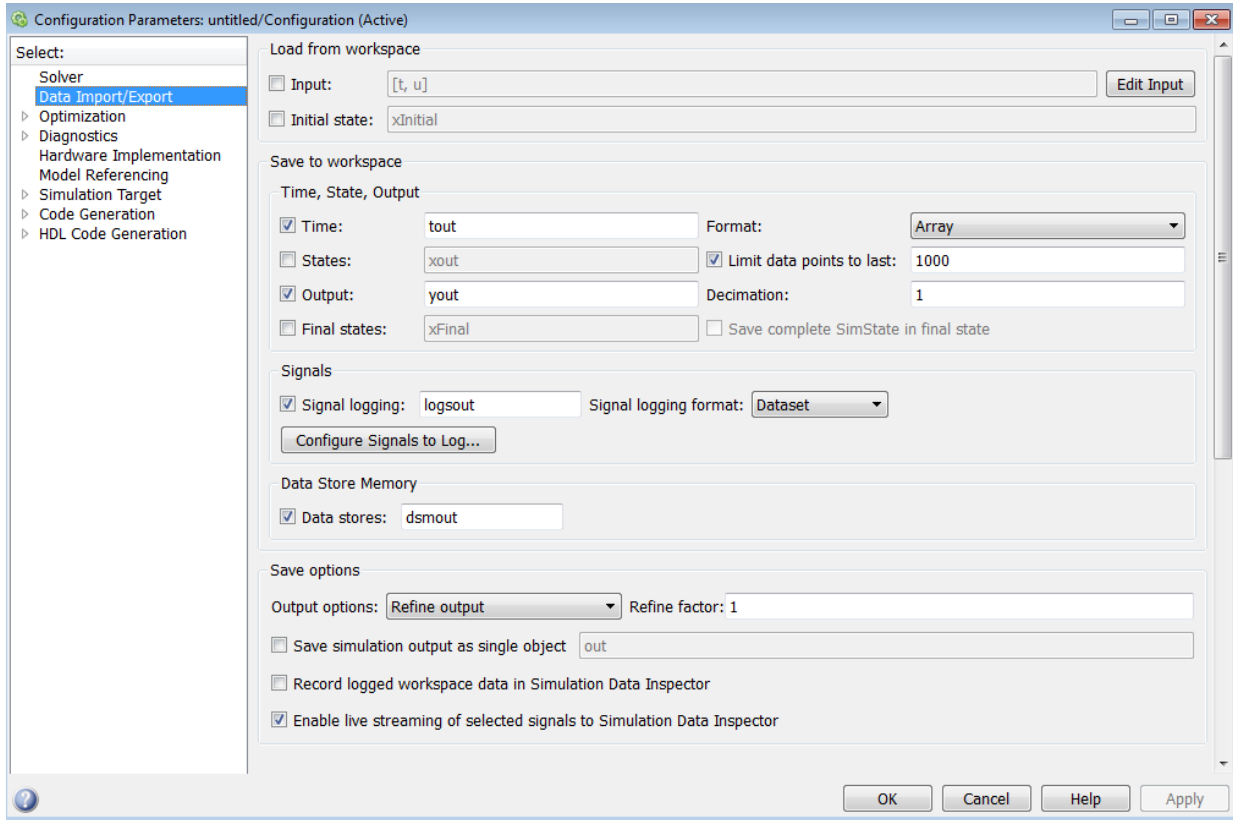 Configuration Parameters: untitled/Configuration (Active)
Select:
Solver
Data Import/Export
Optimization
Diagnostics
Hardware Implementation
Model Referencing
Simulation Target
Code Generation
HDL Code Generation
Load from workspace
Input: [t, u] Edit Input
Initial state: xInitial
Save to workspace
Time, State, Output
Time: tout Format: Array
States: xout Limit data points to last: 1000
Output: yout Decimation: 1
Final states: xFinal Save complete SimState in final state
Signals
Signal logging: logsout Signal logging format: Dataset
Configure Signals to Log...
Data Store Memory
Data stores: dsmout
Save options
Output options: Refine output Refine factor: 1
Save simulation output as single object out
Record logged workspace data in Simulation Data Inspector
Enable live streaming of selected signals to Simulation Data Inspector
OK Cancel Help Apply